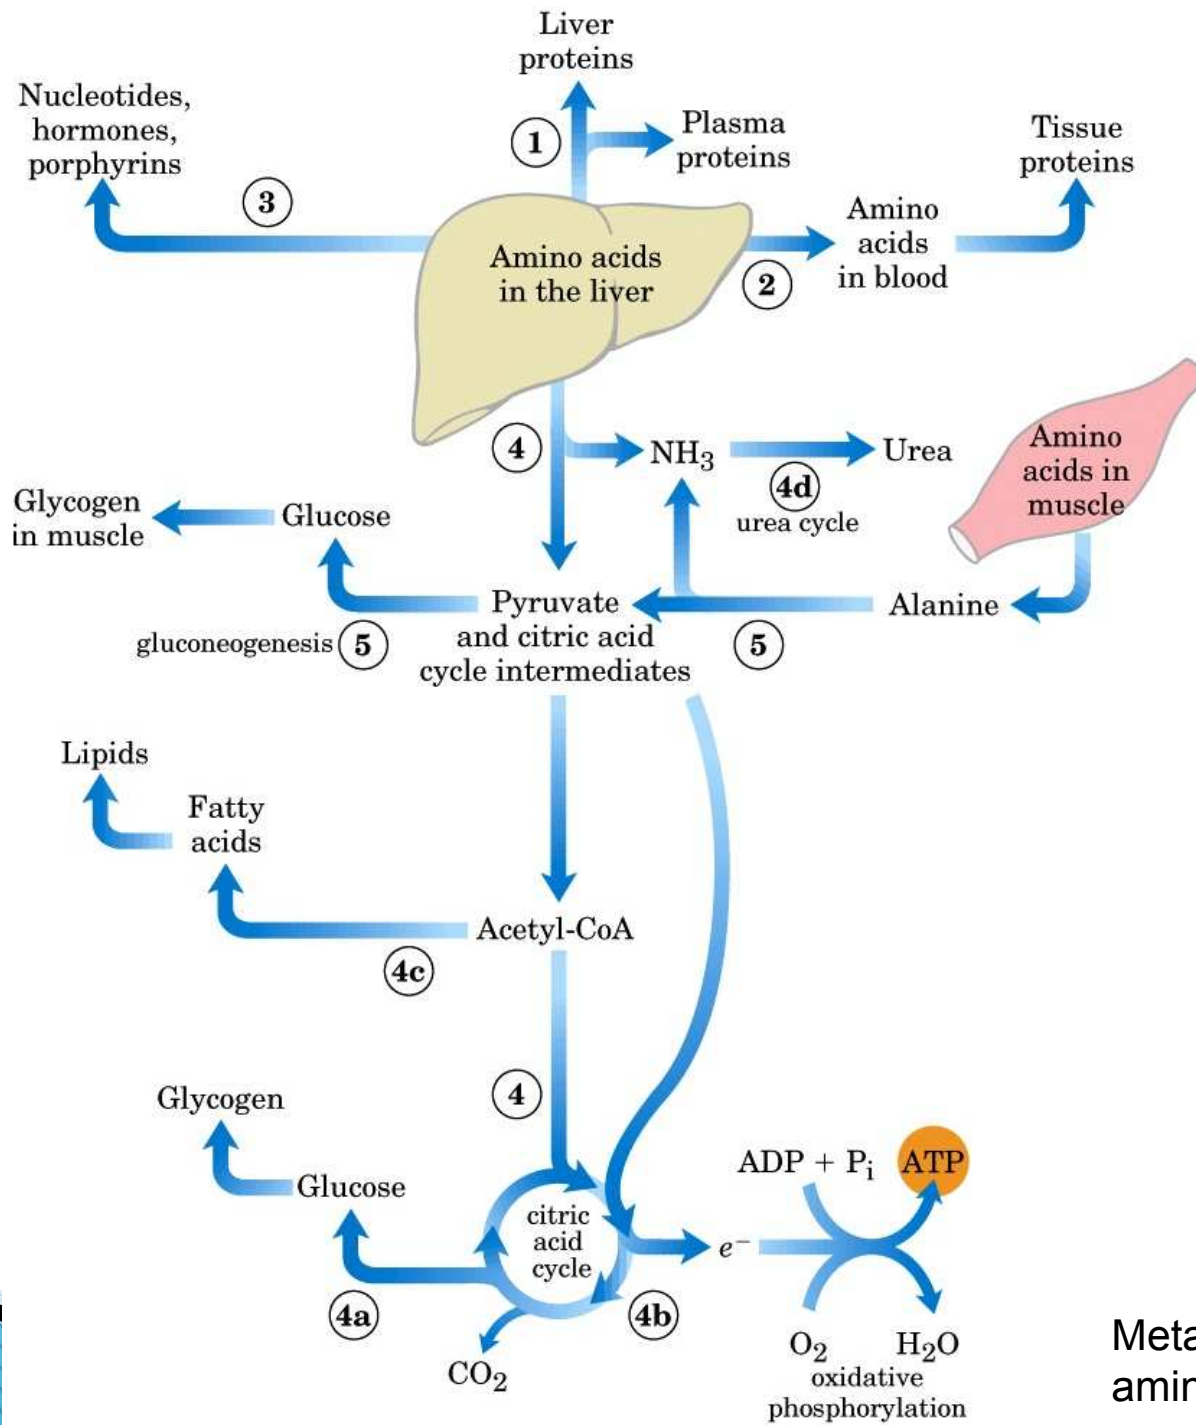 Liver
proteins
Nucleotides,
hormones,
porphyrins
1
Plasma
proteins
Tissue
proteins
3
Amino acids
in the liver
2
Amino
acids
in blood
4
NH₃
4d
urea cycle
Urea
Amino
acids in
muscle
Glycogen
in muscle
Glucose
gluconeogenesis
5
Pyruvate
and citric acid
cycle intermediates
5
Alanine
Lipids
Fatty
acids
Acetyl-CoA
4c
4
Glycogen
Glucose
4a
citric
acid
cycle
4b
CO₂
e⁻
ADP + Pᵢ
ATP
O₂
H₂O
oxidative
phosphorylation